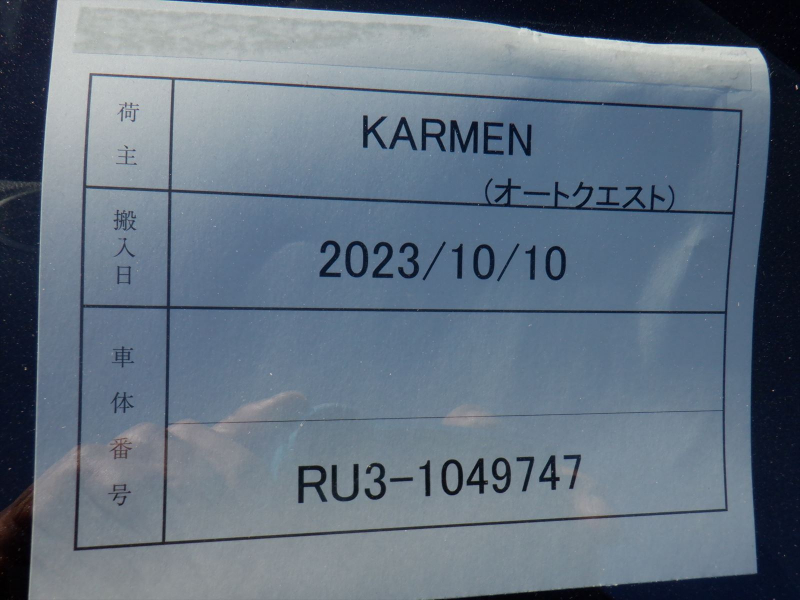 荷主
KARMEN
(オートクエスト)
搬入日
2023/10/10
車体番号
RU3-1049747